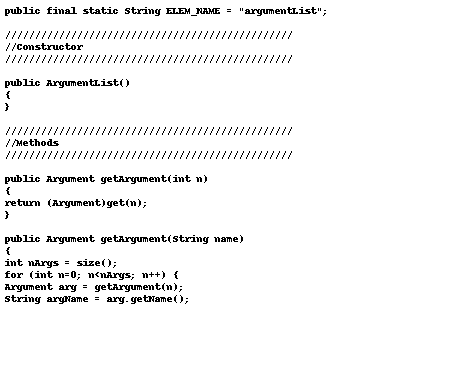 public final static String ELEM_NAME = "argumentList";
////////////////////////////////////////////////
//Constructor
////////////////////////////////////////////////
public ArgumentList()
{
}
////////////////////////////////////////////////
//Methods
////////////////////////////////////////////////
public Argument getArgument(int n)
{
return (Argument)get(n);
}
public Argument getArgument(String name)
{
int nArgs = size();
for (int n=0; n<nArgs; n++) {
Argument arg = getArgument(n);
String argName = arg.getName();